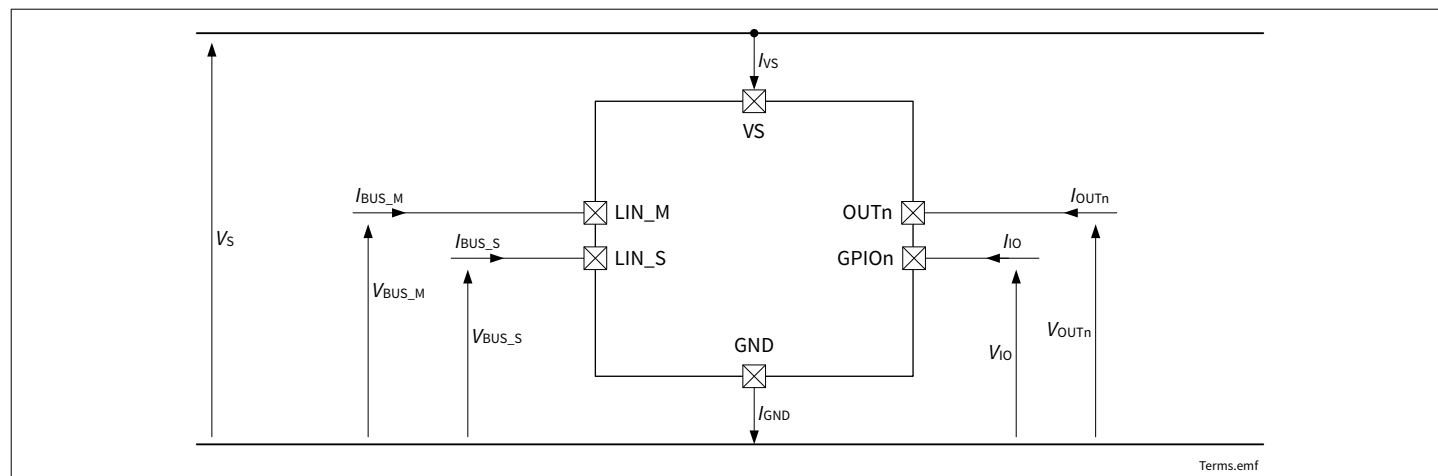 IVS
VS
IBUS_M
LIN_M
OUTn
IOUTn
VS
IBUS_S
LIN_S
GPIOn
IIO
VBUS_M
VBUS_S
GND
VIO
VOUTn
IGND
Terms.emf